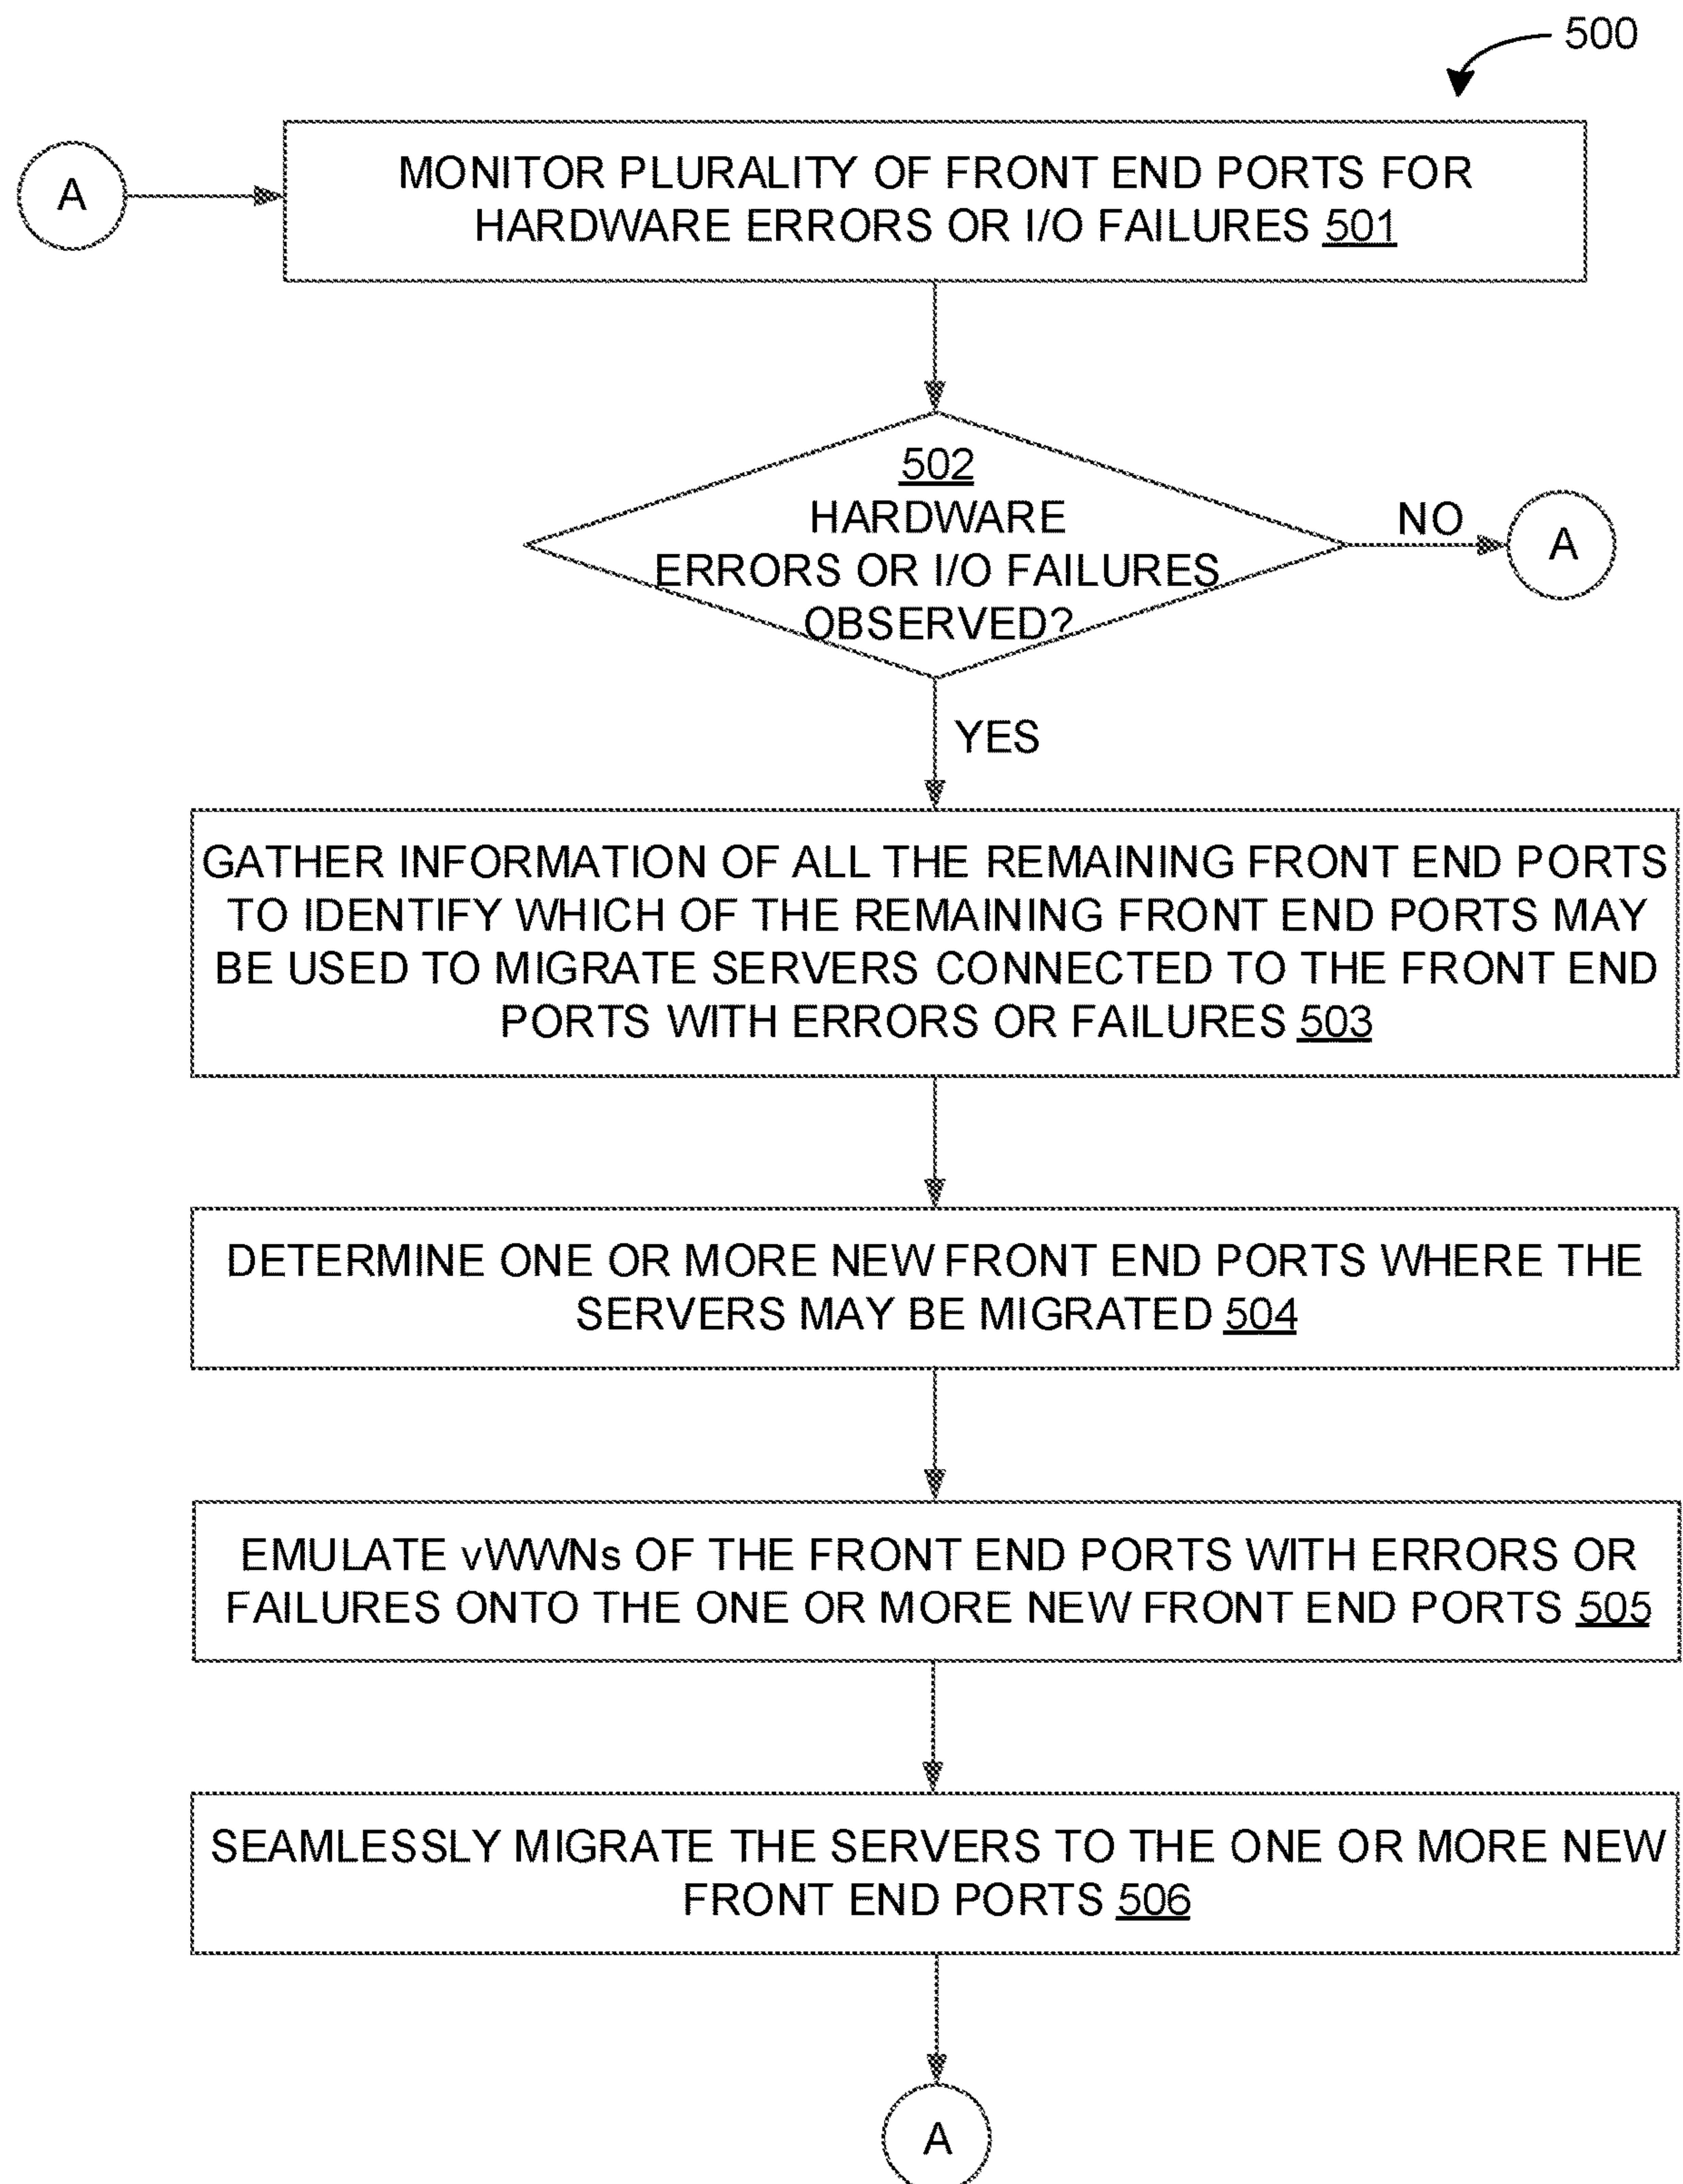 500
A
MONITOR PLURALITY OF FRONT END PORTS FOR
HARDWARE ERRORS OR I/O FAILURES 501
502
HARDWARE
ERRORS OR I/O FAILURES
OBSERVED?
NO
A
YES
GATHER INFORMATION OF ALL THE REMAINING FRONT END PORTS
TO IDENTIFY WHICH OF THE REMAINING FRONT END PORTS MAY
BE USED TO MIGRATE SERVERS CONNECTED TO THE FRONT END
PORTS WITH ERRORS OR FAILURES 503
DETERMINE ONE OR MORE NEW FRONT END PORTS WHERE THE
SERVERS MAY BE MIGRATED 504
EMULATE vWWNs OF THE FRONT END PORTS WITH ERRORS OR
FAILURES ONTO THE ONE OR MORE NEW FRONT END PORTS 505
SEAMLESSLY MIGRATE THE SERVERS TO THE ONE OR MORE NEW
FRONT END PORTS 506
A